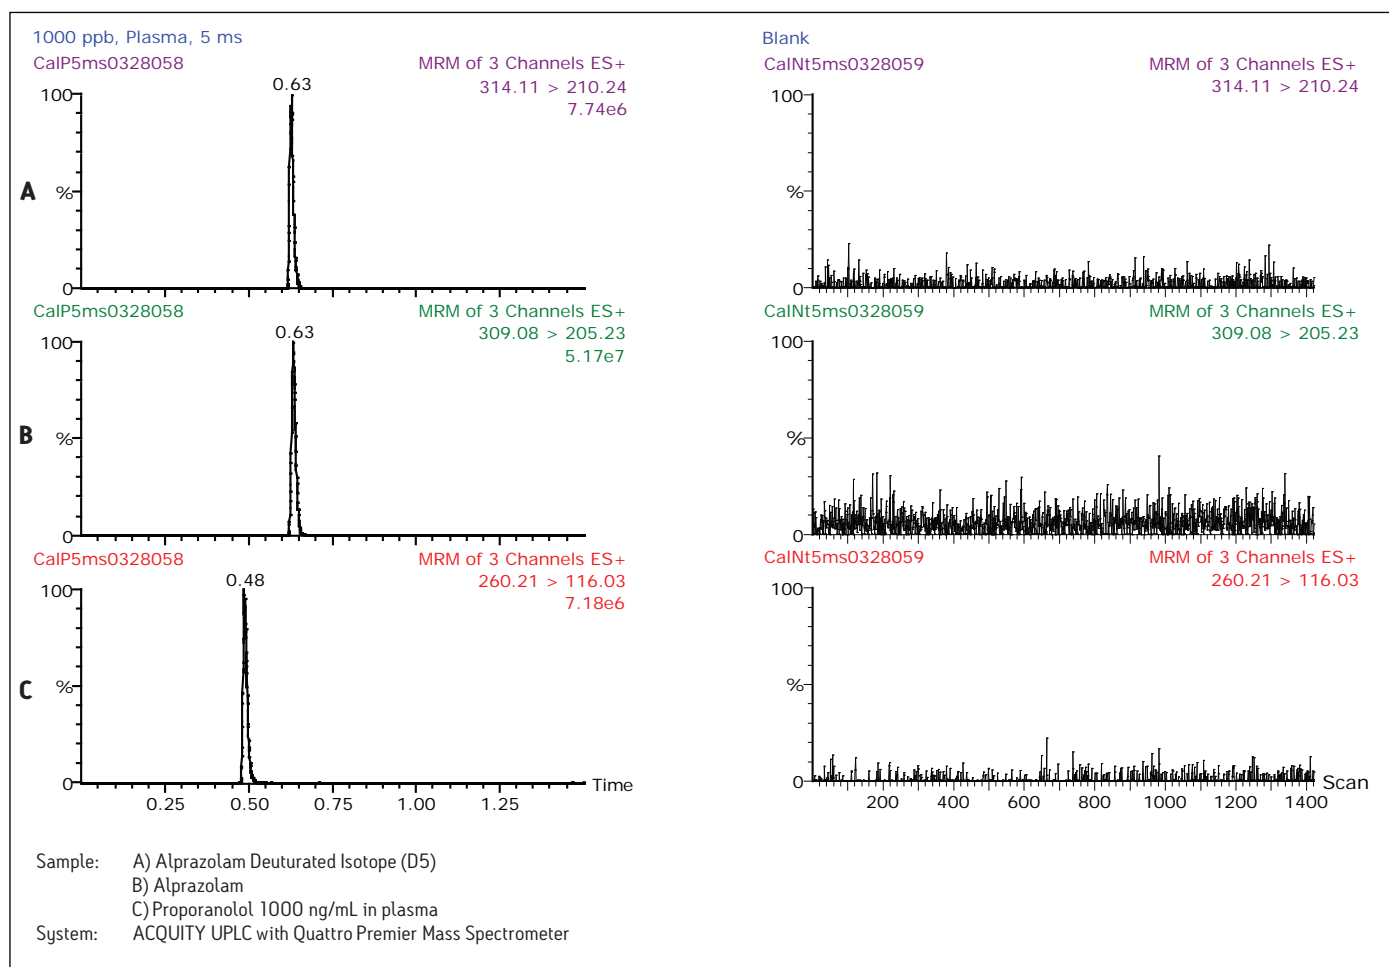 1000 ppb, Plasma, 5 ms
CalP5ms0328058
MRM of 3 Channels ES+
314.11 > 210.24
7.74e6
0.63
100
A
%
0
CalP5ms0328058
MRM of 3 Channels ES+
309.08 > 205.23
5.17e7
0.63
100
B
%
0
CalP5ms0328058
MRM of 3 Channels ES+
260.21 > 116.03
7.18e6
0.48
100
C
%
0
Time
0.25 0.50 0.75 1.00 1.25
Blank
CalNt5ms0328059
MRM of 3 Channels ES+
314.11 > 210.24
100
%
0
CalNt5ms0328059
MRM of 3 Channels ES+
309.08 > 205.23
100
%
0
CalNt5ms0328059
MRM of 3 Channels ES+
260.21 > 116.03
100
%
0
Scan
200 400 600 800 1000 1200 1400
Sample: A) Alprazolam Deuturated Isotope (D5)
B) Alprazolam
C) Proporanolol 1000 ng/mL in plasma
System: ACQUITY UPLC with Quattro Premier Mass Spectrometer